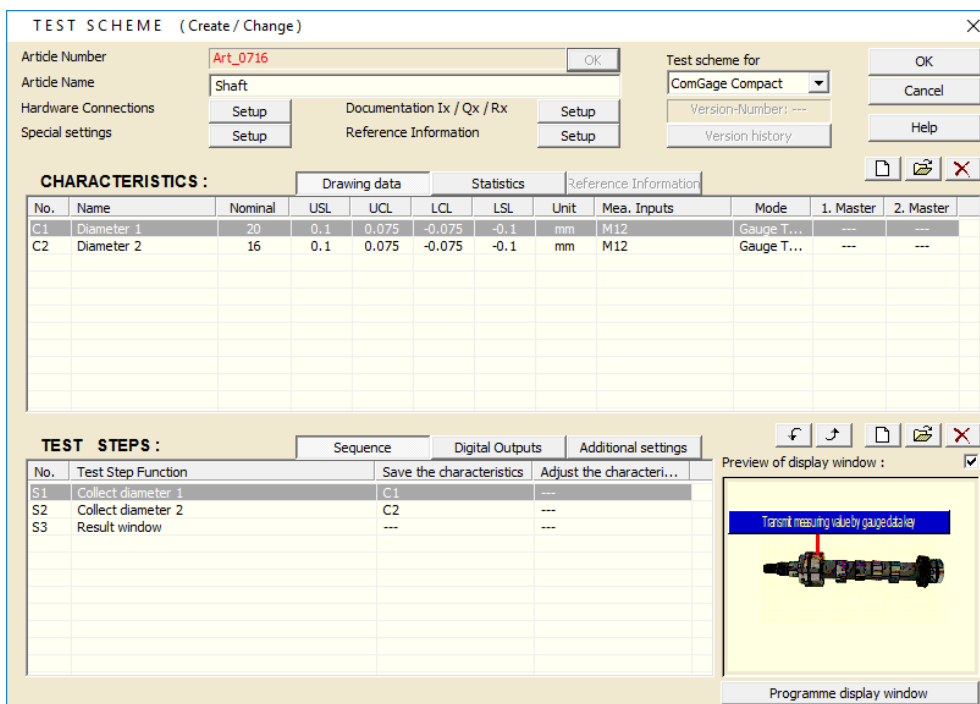 TEST SCHEME ( Create / Change )
Article Number Art_0716 OK
Article Name Shaft
Hardware Connections Setup Documentation Ix / Qx / Rx Setup
Special settings Setup Reference Information Setup
Test scheme for
ComGage Compact
Version-Number: ---
Version history
OK
Cancel
Help
CHARACTERISTICS : Drawing data Statistics Reference Information
No. Name Nominal USL UCL LCL LSL Unit Mea. Inputs Mode 1. Master 2. Master
C1 Diameter 1 20 0.1 0.075 -0.075 -0.1 mm M12 Gauge T... --- ---
C2 Diameter 2 16 0.1 0.075 -0.075 -0.1 mm M12 Gauge T... --- ---
TEST STEPS : Sequence Digital Outputs Additional settings
No. Test Step Function Save the characteristics Adjust the characteri...
S1 Collect diameter 1 C1 ---
S2 Collect diameter 2 C2 ---
S3 Result window --- ---
Preview of display window :
Transmit measuring value by gauge data key
Programme display window